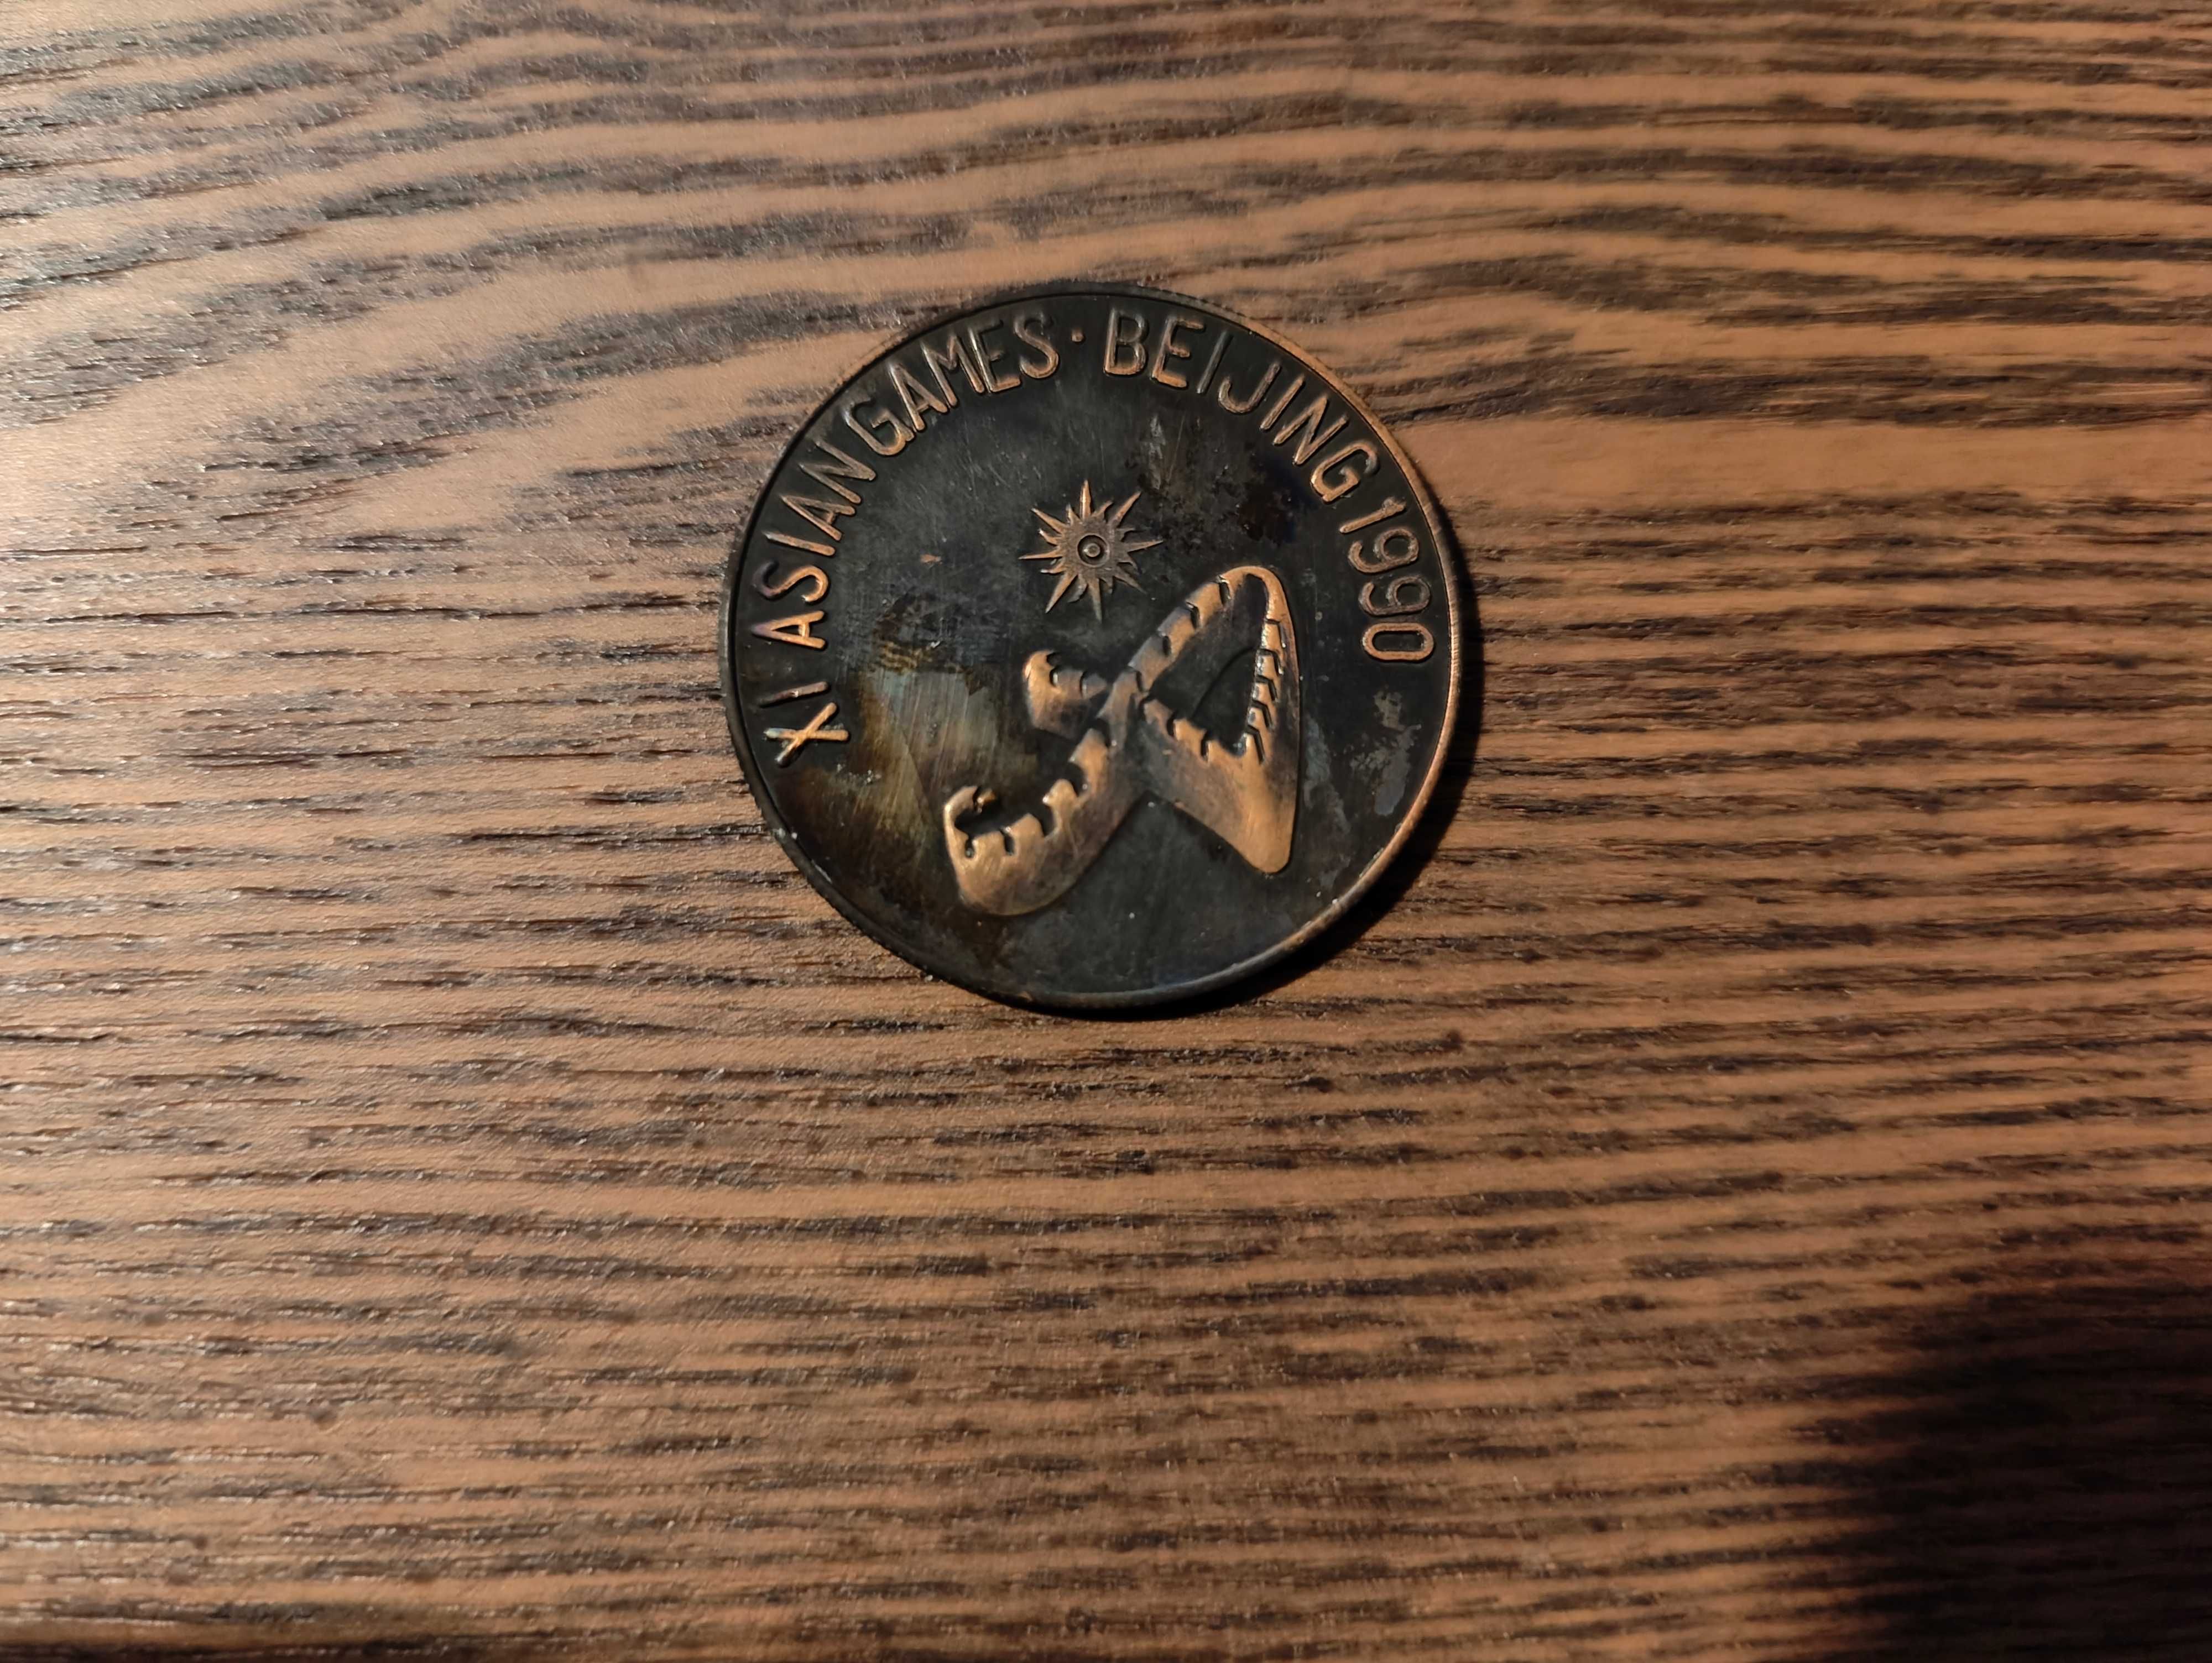 XI ASIAN GAMES · BEIJING 1990